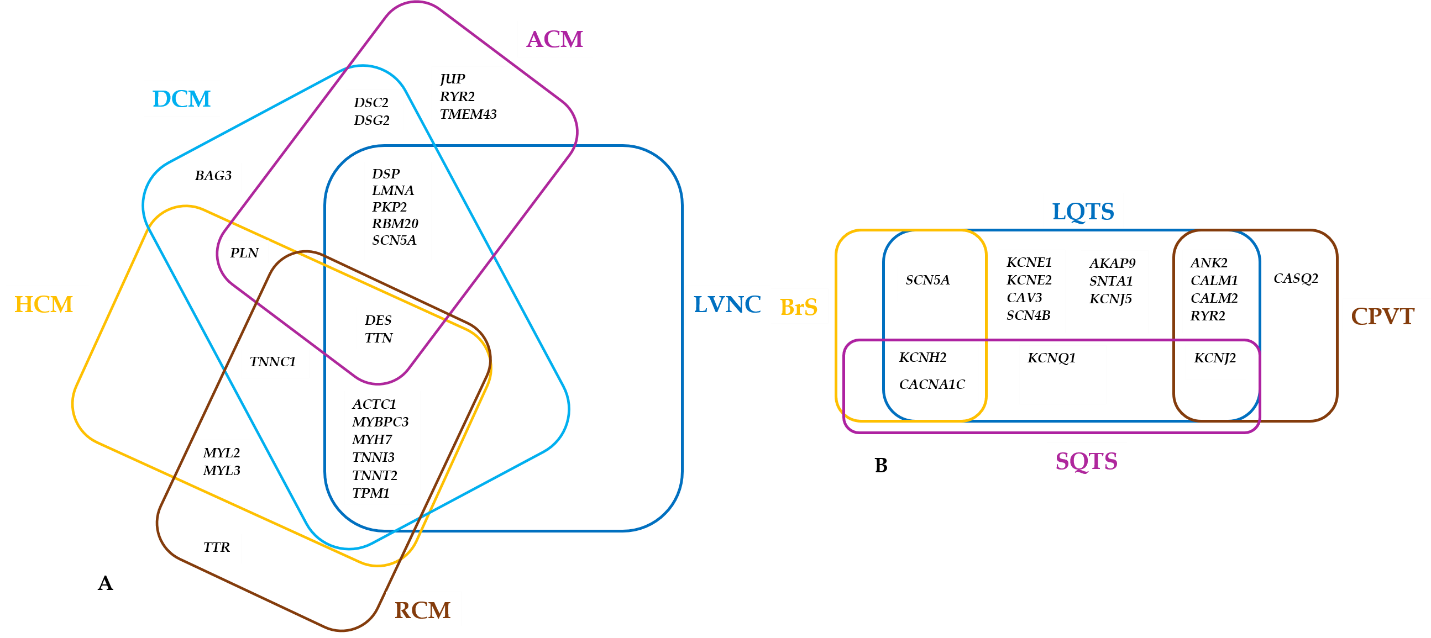 ACM
JUP
RYR2
TMEM43
DCM
DSC2
DSG2
BAG3
DSP
LMNA
PKP2
RBM20
SCN5A
PLN
HCM
DES
TTN
LVNC
TNNC1
ACTC1
MYBPC3
MYH7
TNNI3
TNNT2
TPM1
MYL2
MYL3
TTR
A
RCM
LQTS
BrS
SCN5A
KCNE1
KCNE2
CAV3
SCN4B
AKAP9
SNTA1
KCNJ5
ANK2
CALM1
CALM2
RYR2
CASQ2
CPVT
KCNH2
CACNA1C
KCNQ1
KCNJ2
B
SQTS